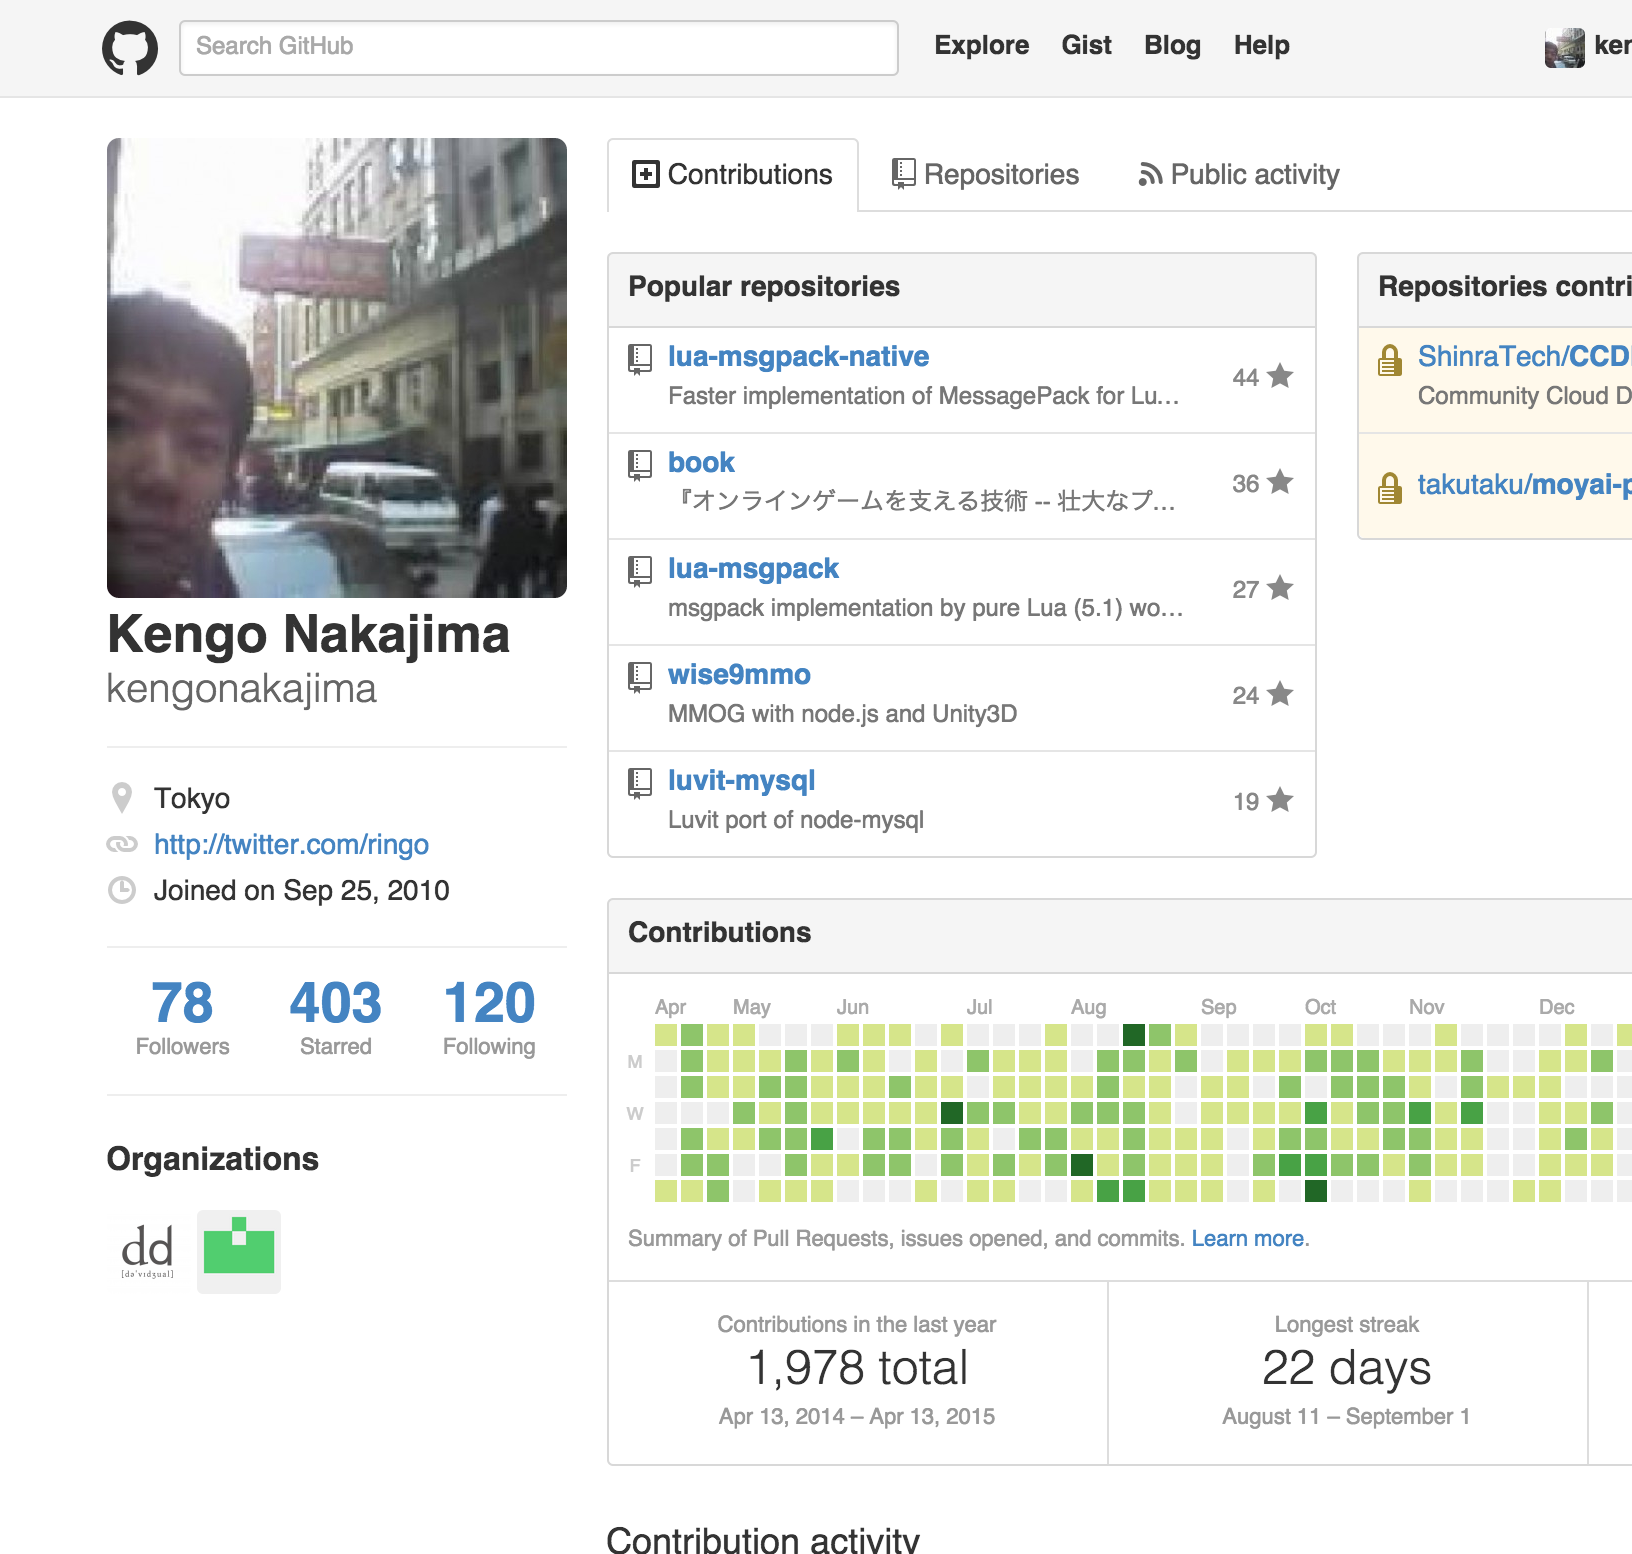 Search GitHub
Explore Gist Blog Help
ker
Contributions Repositories Public activity
Kengo Nakajima
kengonakajima
Tokyo
http://twitter.com/ringo
Joined on Sep 25, 2010
78 403 120
Followers Starred Following
Organizations
dd
[də'vɪdʒuəl]
Popular repositories
lua-msgpack-native
Faster implementation of MessagePack for Lu…
44
book
『オンラインゲームを支える技術 -- 壮大なプ…
36
lua-msgpack
msgpack implementation by pure Lua (5.1) wo…
27
wise9mmo
MMOG with node.js and Unity3D
24
luvit-mysql
Luvit port of node-mysql
19
Repositories contri
ShinraTech/CCD
Community Cloud D
takutaku/moyai-p
Contributions
Apr May Jun Jul Aug Sep Oct Nov Dec
M
W
F
Summary of Pull Requests, issues opened, and commits. Learn more.
Contributions in the last year
1,978 total
Apr 13, 2014 – Apr 13, 2015
Longest streak
22 days
August 11 – September 1
Contribution activity